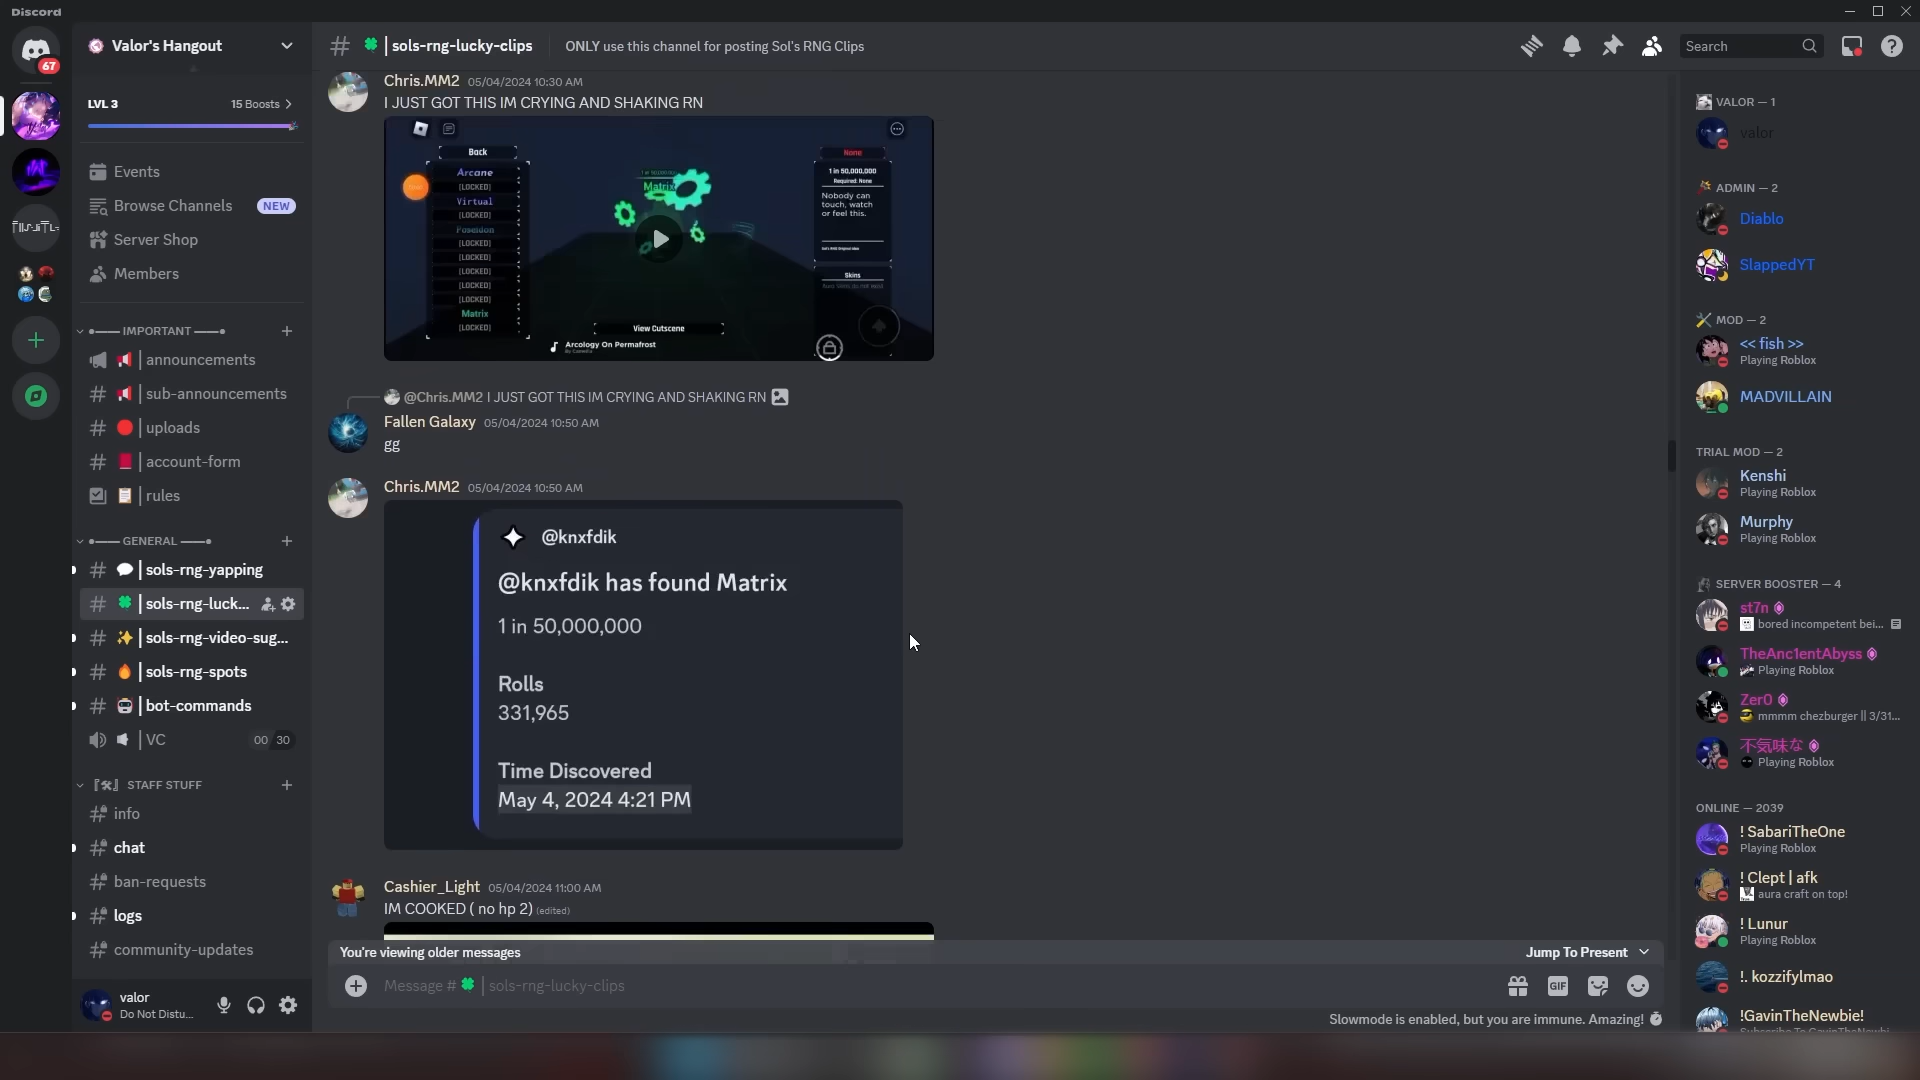 Discord
67
Valor's Hangout
LVL 3
15 Boosts
Events
Browse Channels
NEW
Server Shop
Members
IMPORTANT
announcements
sub-announcements
uploads
account-form
rules
GENERAL
sols-rng-yapping
sols-rng-luck...
sols-rng-video-sug...
sols-rng-spots
bot-commands
VC
00 30
STAFF STUFF
info
chat
ban-requests
logs
community-updates
valor
Do Not Distu...
# | sols-rng-lucky-clips
ONLY use this channel for posting Sol's RNG Clips
Search
Chris.MM2 05/04/2024 10:30 AM
I JUST GOT THIS IM CRYING AND SHAKING RN
Back
Arcane
[LOCKED]
Virtual
[LOCKED]
Poseidon
[LOCKED]
[LOCKED]
[LOCKED]
[LOCKED]
[LOCKED]
Matrix
[LOCKED]
Matrix
None
1 in 50,000,000
Required: None
Nobody can
touch, watch
or feel this.
Skins
View Cutscene
Arcology On Permafrost
@Chris.MM2 I JUST GOT THIS IM CRYING AND SHAKING RN
Fallen Galaxy 05/04/2024 10:50 AM
gg
Chris.MM2 05/04/2024 10:50 AM
@knxfdik
@knxfdik has found Matrix
1 in 50,000,000
Rolls
331,965
Time Discovered
May 4, 2024 4:21 PM
Cashier_Light 05/04/2024 11:00 AM
IM COOKED ( no hp 2) (edited)
You're viewing older messages
Jump To Present
Message # | sols-rng-lucky-clips
GIF
Slowmode is enabled, but you are immune. Amazing!
VALOR — 1
valor
ADMIN — 2
Diablo
SlappedYT
MOD — 2
<< fish >>
Playing Roblox
MADVILLAIN
TRIAL MOD — 2
Kenshi
Playing Roblox
Murphy
Playing Roblox
SERVER BOOSTER — 4
st7n
bored incompetent bei...
TheAnc1entAbyss
Playing Roblox
Zer0
mmmm chezburger || 3/31...
不気味な
Playing Roblox
ONLINE — 2039
! SabariTheOne
Playing Roblox
! Clept | afk
aura craft on top!
! Lunur
Playing Roblox
!. kozzifylmao
!GavinTheNewbie!